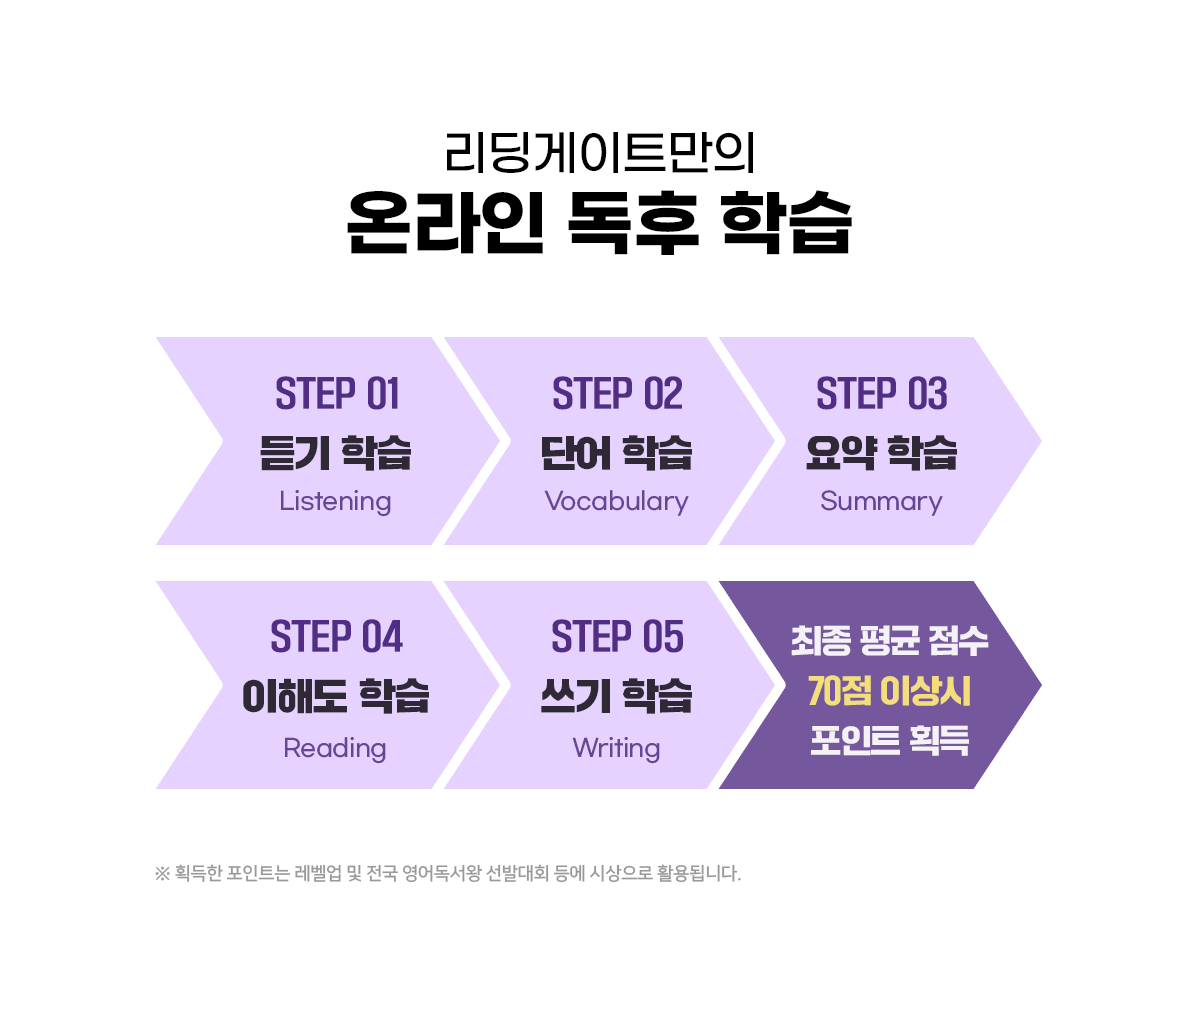 리딩게이트만의
온라인 독후 학습
STEP 01
듣기 학습
Listening
STEP 02
단어 학습
Vocabulary
STEP 03
요약 학습
Summary
STEP 04
이해도 학습
Reading
STEP 05
쓰기 학습
Writing
최종 평균 점수
70점 이상시
포인트 획득
※ 획득한 포인트는 레벨업 및 전국 영어독서왕 선발대회 등에 시상으로 활용됩니다.